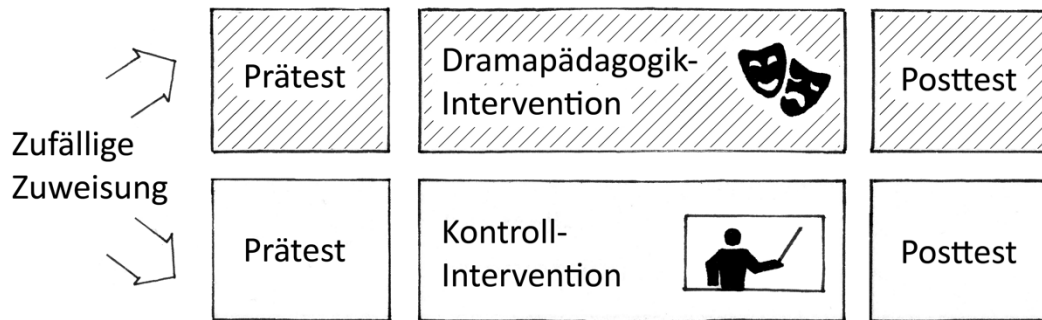 Zufällige
Zuweisung
Prätest
Dramapädagogik-
Intervention
Posttest
Prätest
Kontroll-
Intervention
Posttest